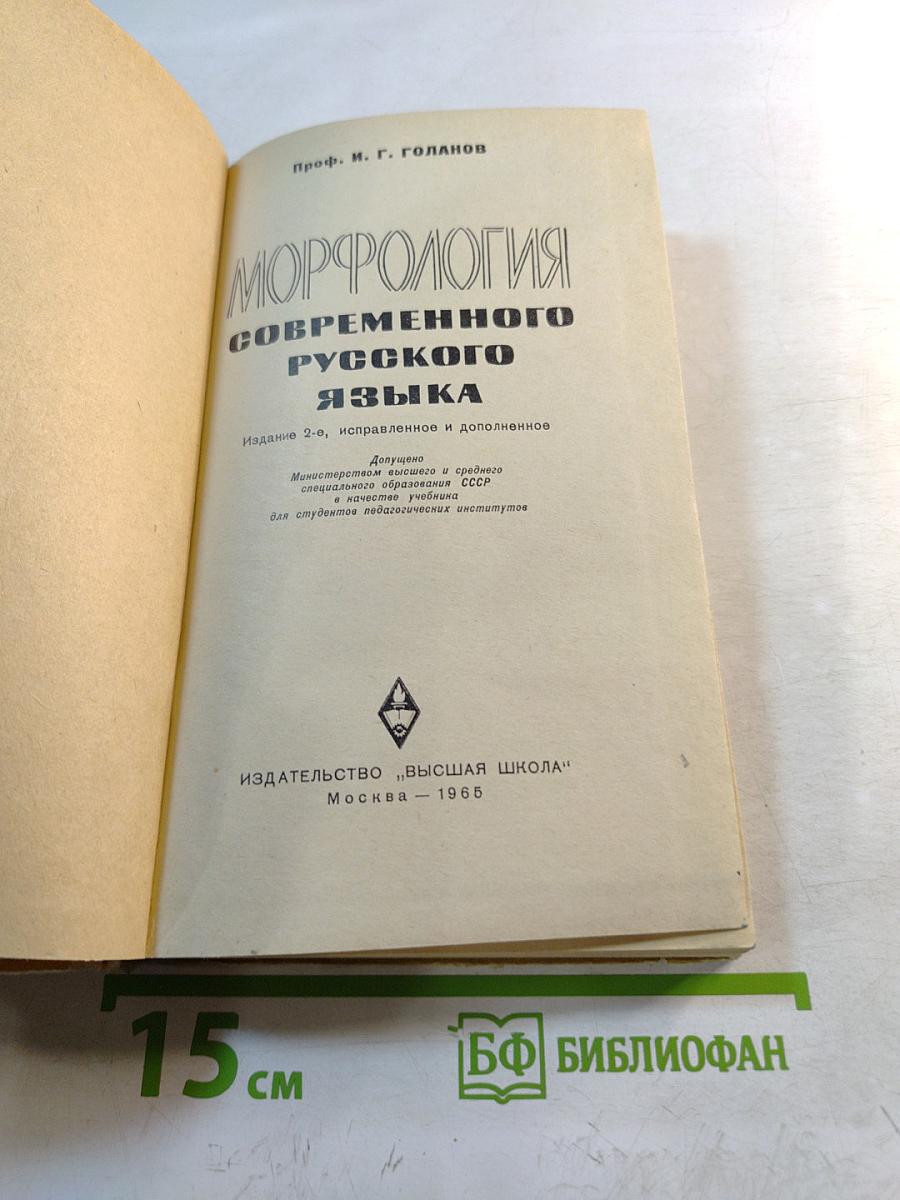 Проф. И. Г. ГОЛАНОВ
МОРФОЛОГИЯ
СОВРЕМЕННОГО
РУССКОГО
ЯЗЫКА
Издание 2-е, исправленное и дополненное
Допущено
Министерством высшего и среднего
специального образования СССР
в качестве учебника
для студентов педагогических институтов
ИЗДАТЕЛЬСТВО „ВЫСШАЯ ШКОЛА"
Москва — 1965
15 см
БФ БИБЛИОФАН